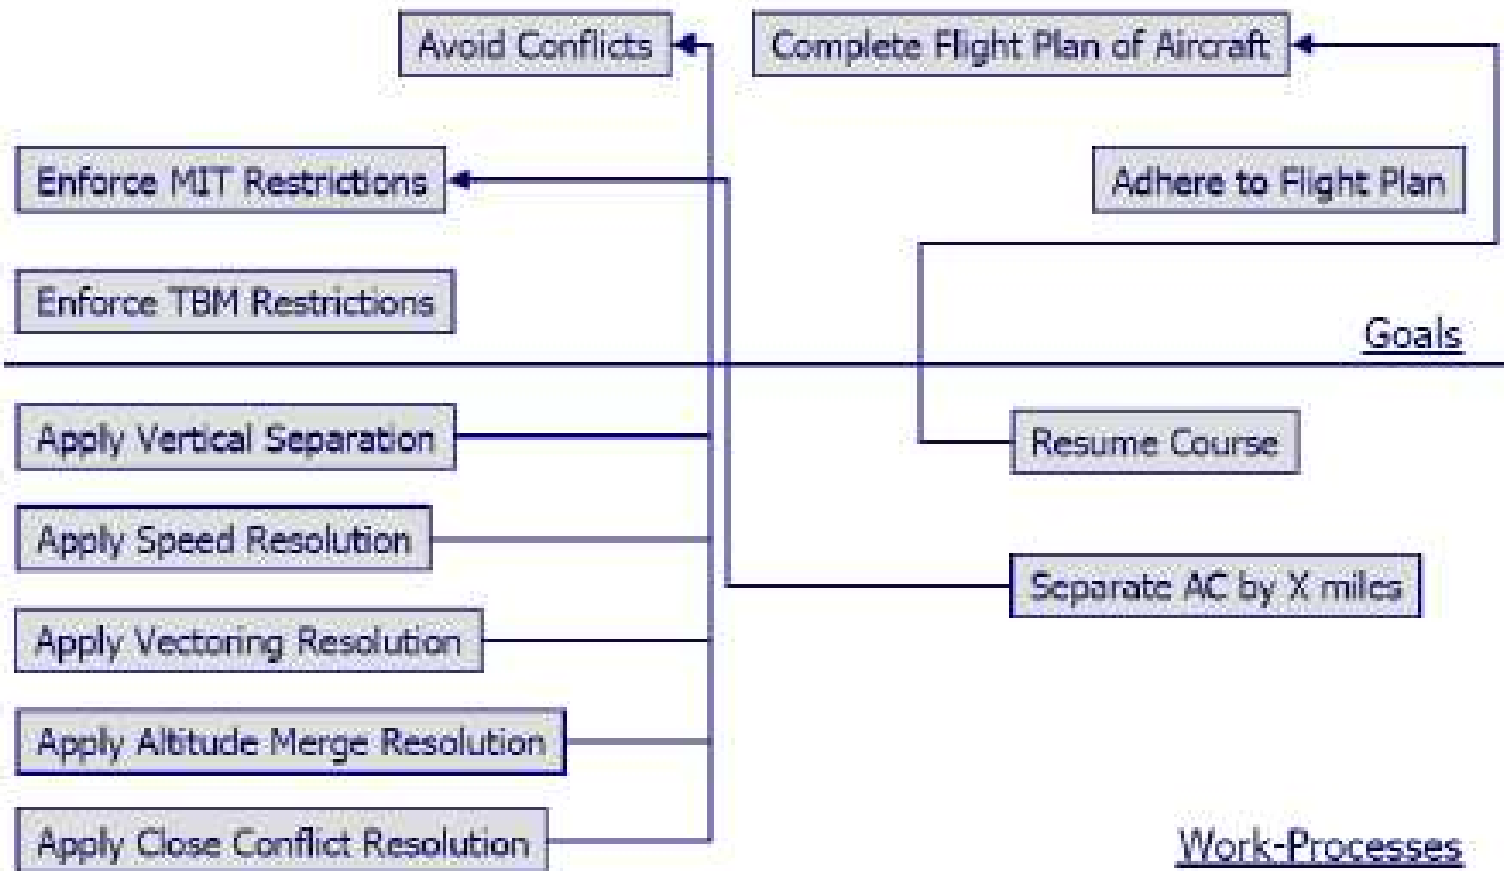 Avoid Conflicts
Complete Flight Plan of Aircraft
Enforce MIT Restrictions
Adhere to Flight Plan
Enforce TBM Restrictions
Goals
Apply Vertical Separation
Resume Course
Apply Speed Resolution
Separate AC by X miles
Apply Vectoring Resolution
Apply Altitude Merge Resolution
Apply Close Conflict Resolution
Work-Processes